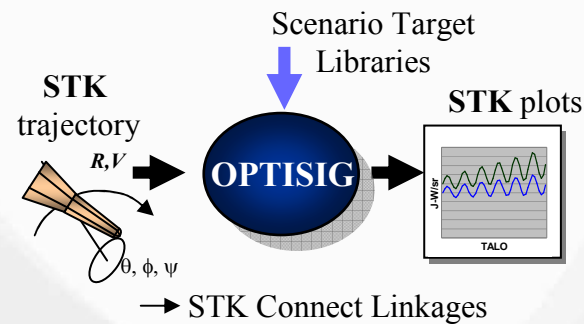 Scenario Target
Libraries
STK
trajectory
R,V
OPTISIG
STK plots
J-W/sr
TALO
θ, ϕ, ψ
STK Connect Linkages